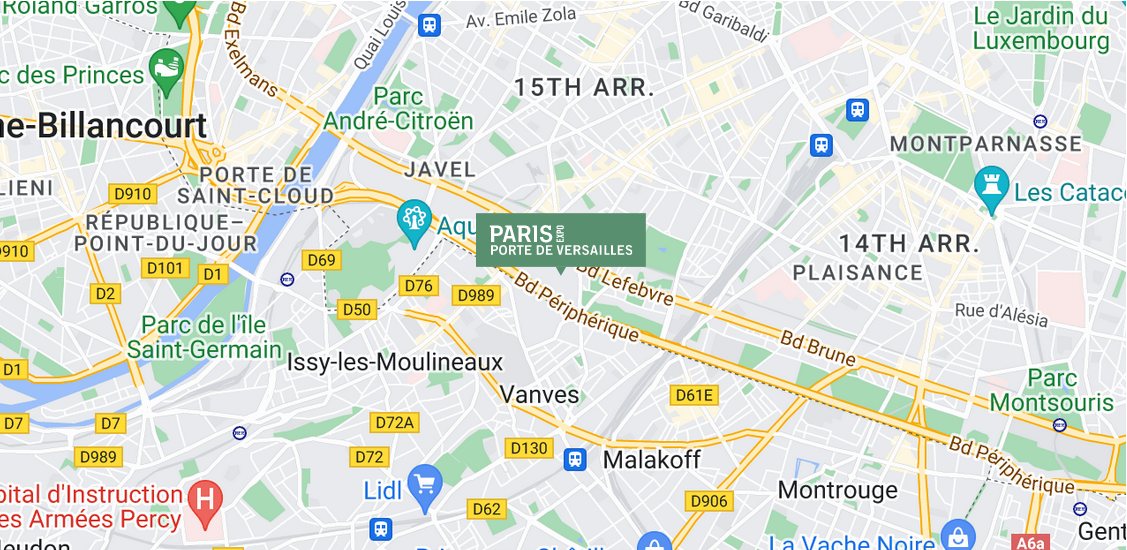 Roland Garros
c des Princes
ne-Billancourt
Bd Exelmans
Quai Louis
Av. Emile Zola
Bd Garibaldi
Le Jardin du
Luxembourg
15TH ARR.
Parc
André-Citroën
JAVEL
MONTPARNASSE
Les Catac
PORTE DE
SAINT-CLOUD
LIENI
D910
RÉPUBLIQUE–
POINT-DU-JOUR
D910
D101
D1
D2
D69
D76
D989
D50
Aqu
PARIS
EXPO
PORTE DE VERSAILLES
14TH ARR.
PLAISANCE
Bd Lefebvre
Bd Périphérique
Bd Brune
Rue d'Alésia
Parc de l'île
Saint-Germain
Issy-les-Moulineaux
Vanves
D1
D7
D7
D989
D72A
D72
D130
D61E
Malakoff
Parc
Montsouris
Bd Périphérique
Montrouge
D906
D62
Lidl
pital d'Instruction
es Armées Percy
H
eudon
La Vache Noire
A6a
Gent